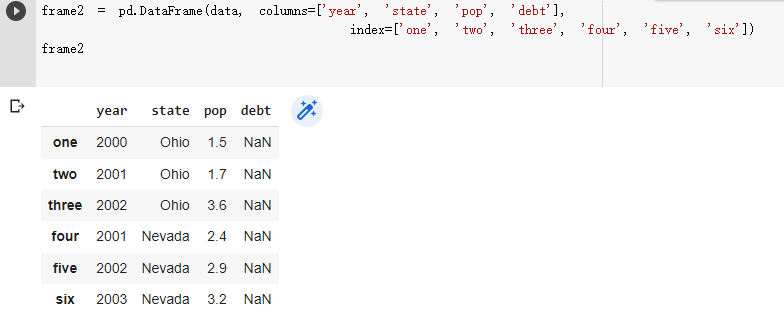 frame2 = pd.DataFrame(data, columns=['year', 'state', 'pop', 'debt'],
index=['one', 'two', 'three', 'four', 'five', 'six'])
frame2
year state pop debt
one 2000 Ohio 1.5 NaN
two 2001 Ohio 1.7 NaN
three 2002 Ohio 3.6 NaN
four 2001 Nevada 2.4 NaN
five 2002 Nevada 2.9 NaN
six 2003 Nevada 3.2 NaN